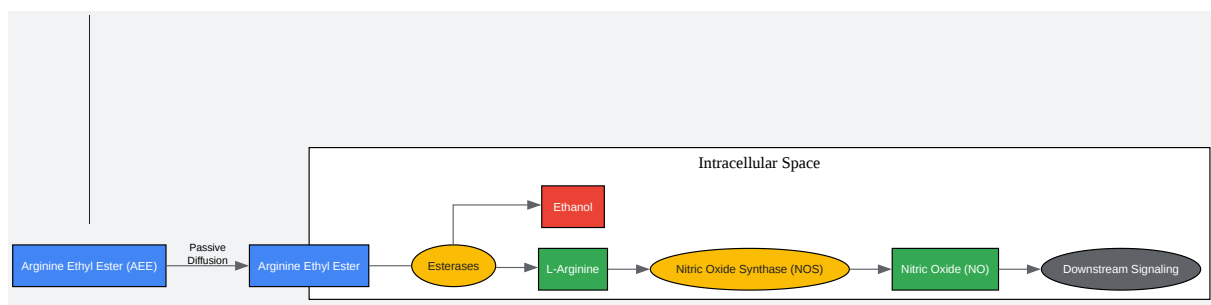 Intracellular Space
Ethanol
Arginine Ethyl Ester (AEE)
Passive
Diffusion
Arginine Ethyl Ester
Esterases
L-Arginine
Nitric Oxide Synthase (NOS)
Nitric Oxide (NO)
Downstream Signaling